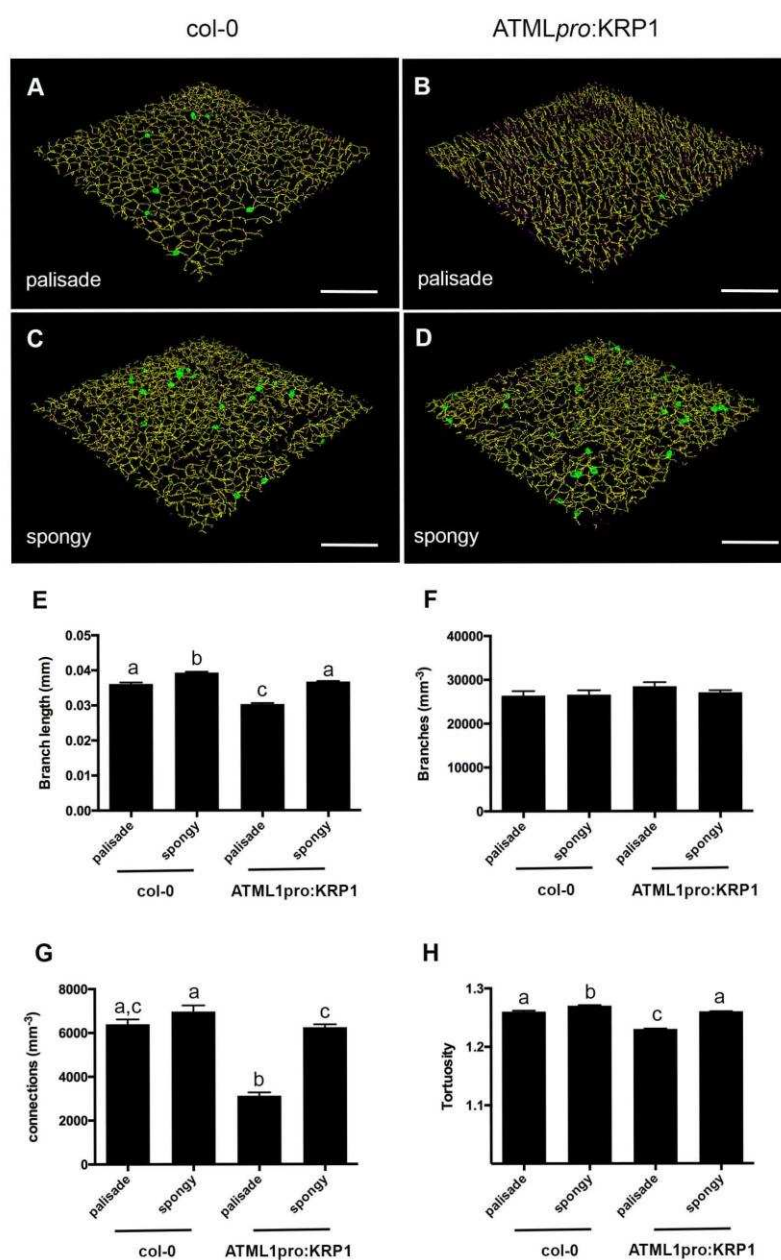 col-0 ATMLpro:KRP1
A B
palisade palisade
C D
spongy spongy
E
Branch length (mm)
0.05
0.04
0.03
0.02
0.01
0.00
a b c a
palisade spongy palisade spongy
col-0 ATML1pro:KRP1
F
Branches (mm-3)
40000
30000
20000
10000
0
palisade spongy palisade spongy
col-0 ATML1pro:KRP1
G
connections (mm-3)
8000
6000
4000
2000
0
a,c a b c
palisade spongy palisade spongy
col-0 ATML1pro:KRP1
H
Tortuosity
1.3
1.2
1.1
a b c a
palisade spongy palisade spongy
col-0 ATML1pro:KRP1